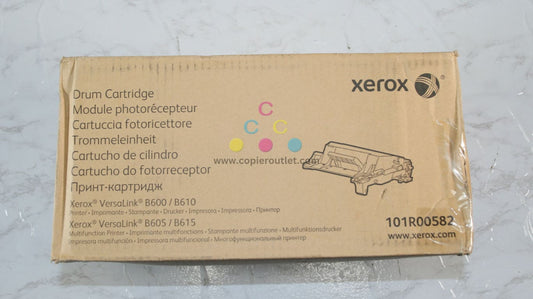 Drum Cartridge
Module photorécepteur
Cartuccia fotoricettore
Trommeleinheit
Cartucho de cilindro
Cartucho do fotorreceptor
Принт-картридж
Xerox® VersaLink® B600 / B610
Printer • Imprimante • Stampante • Drucker • Impresora • Impressora • Принтер
Xerox® VersaLink® B605 / B615
Multifunction Printer • Imprimante multifonctions • Stampante multifunzione • Multifunktionsdrucker
Impresora multifunción • Impressora multifuncional • Многофункциональный принтер
xerox
C
C C
www.copieroutlet.com
101R00582
www.xerox.com